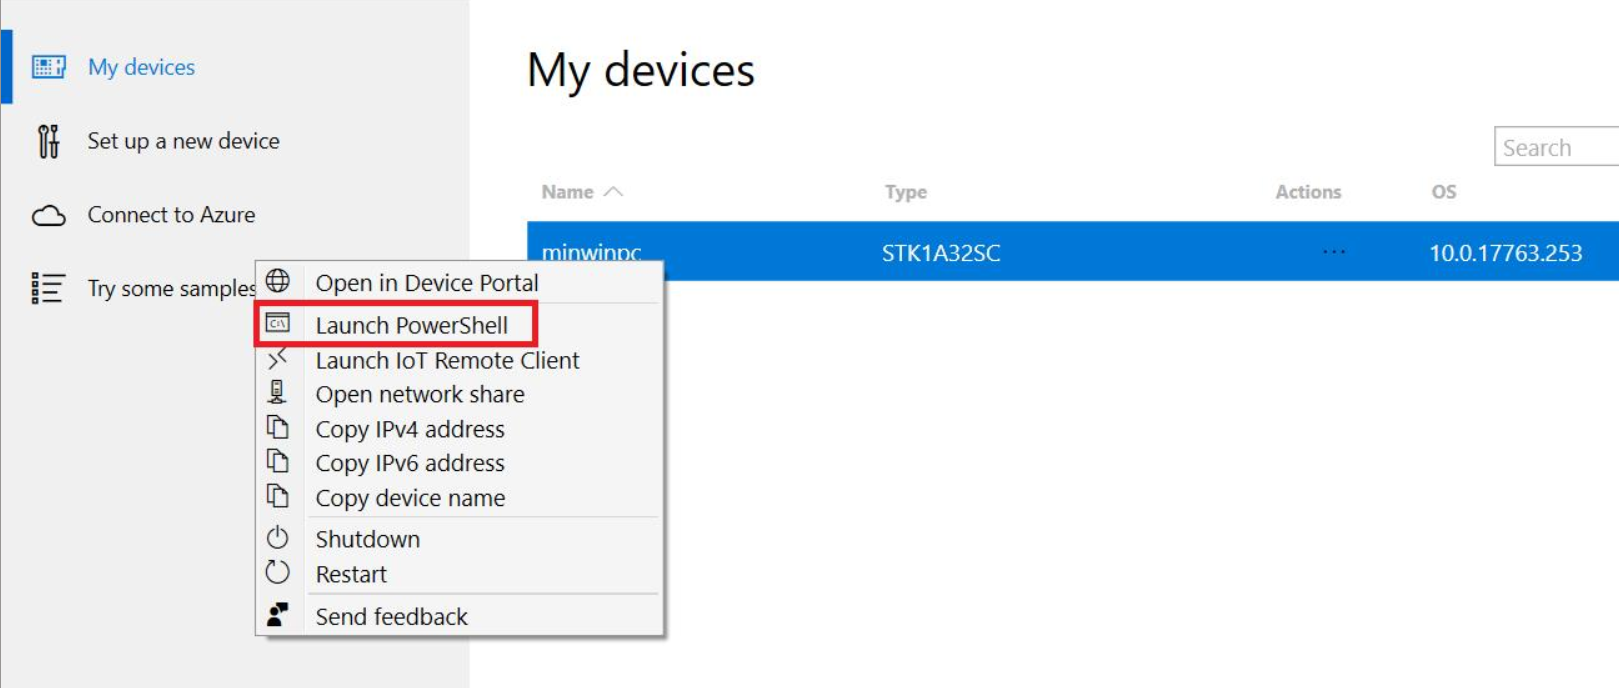 My devices
Set up a new device
Connect to Azure
Try some samples
My devices
Search
Name Type Actions OS
minwinpc STK1A32SC ... 10.0.17763.253
Open in Device Portal
C:\
Launch PowerShell
Launch IoT Remote Client
Open network share
Copy IPv4 address
Copy IPv6 address
Copy device name
Shutdown
Restart
Send feedback